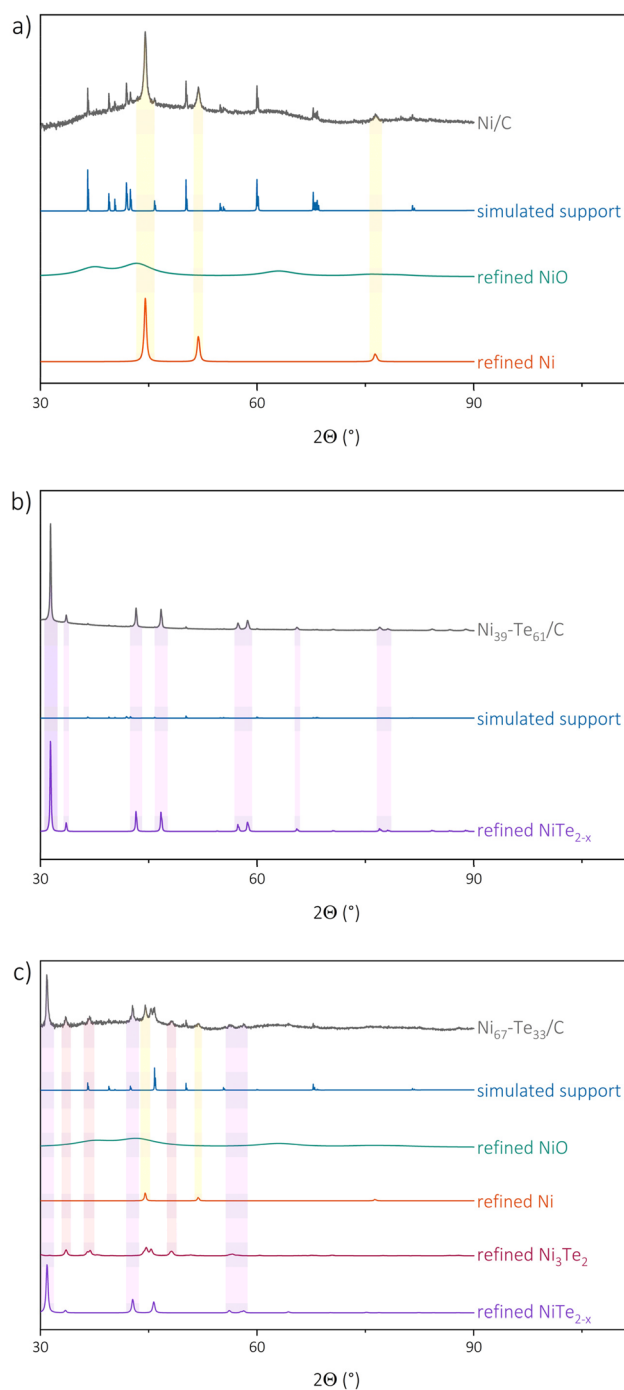 a)
Ni/C
simulated support
refined NiO
refined Ni
30
60
90
2Θ (°)
b)
Ni₃₉-Te₆₁/C
simulated support
refined NiTe₂₋ₓ
30
60
90
2Θ (°)
c)
Ni₆₇-Te₃₃/C
simulated support
refined NiO
refined Ni
refined Ni₃Te₂
refined NiTe₂₋ₓ
30
60
90
2Θ (°)